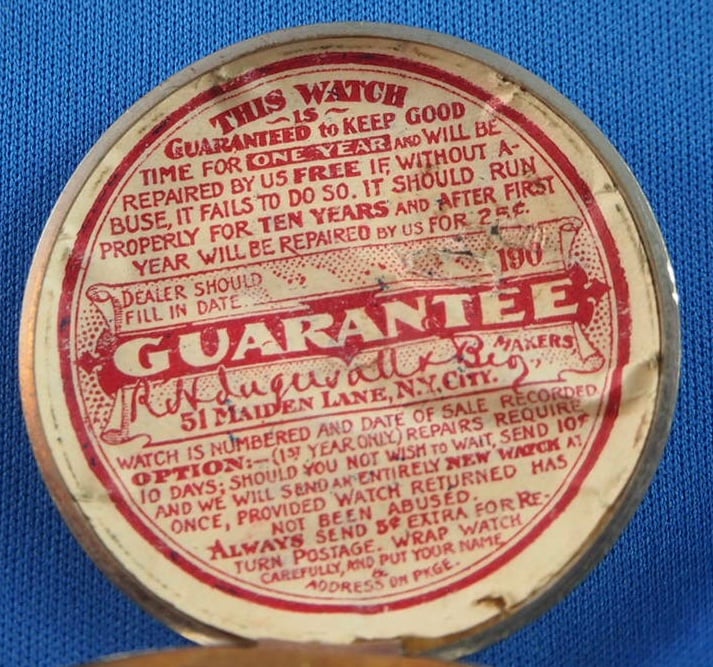 THIS WATCH
~ IS ~
GUARANTEED to KEEP GOOD
TIME FOR ONE YEAR AND WILL BE
REPAIRED BY US FREE IF, WITHOUT A-
BUSE, IT FAILS TO DO SO. IT SHOULD RUN
PROPERLY FOR TEN YEARS AND AFTER FIRST
YEAR WILL BE REPAIRED BY US FOR 25¢.
DEALER SHOULD
FILL IN DATE
190
GUARANTEE
R.H. Ingersoll & Bro., MAKERS
51 MAIDEN LANE, N.Y. CITY.
WATCH IS NUMBERED AND DATE OF SALE RECORDED
OPTION:—(1ST YEAR ONLY) REPAIRS REQUIRE
10 DAYS; SHOULD YOU NOT WISH TO WAIT, SEND 10¢
AND WE WILL SEND AN ENTIRELY NEW WATCH AT
ONCE, PROVIDED WATCH RETURNED HAS
NOT BEEN ABUSED.
ALWAYS SEND 5¢ EXTRA FOR RE-
TURN POSTAGE. WRAP WATCH
CAREFULLY, AND PUT YOUR NAME
&
ADDRESS ON PKGE.